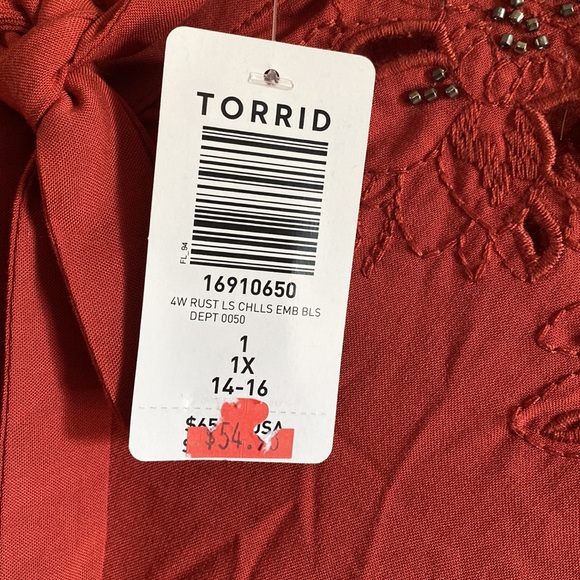 TORRID
FL_94
16910650
4W RUST LS CHLLS EMB BLS
DEPT 0050
1
1X
14-16
$65 USA